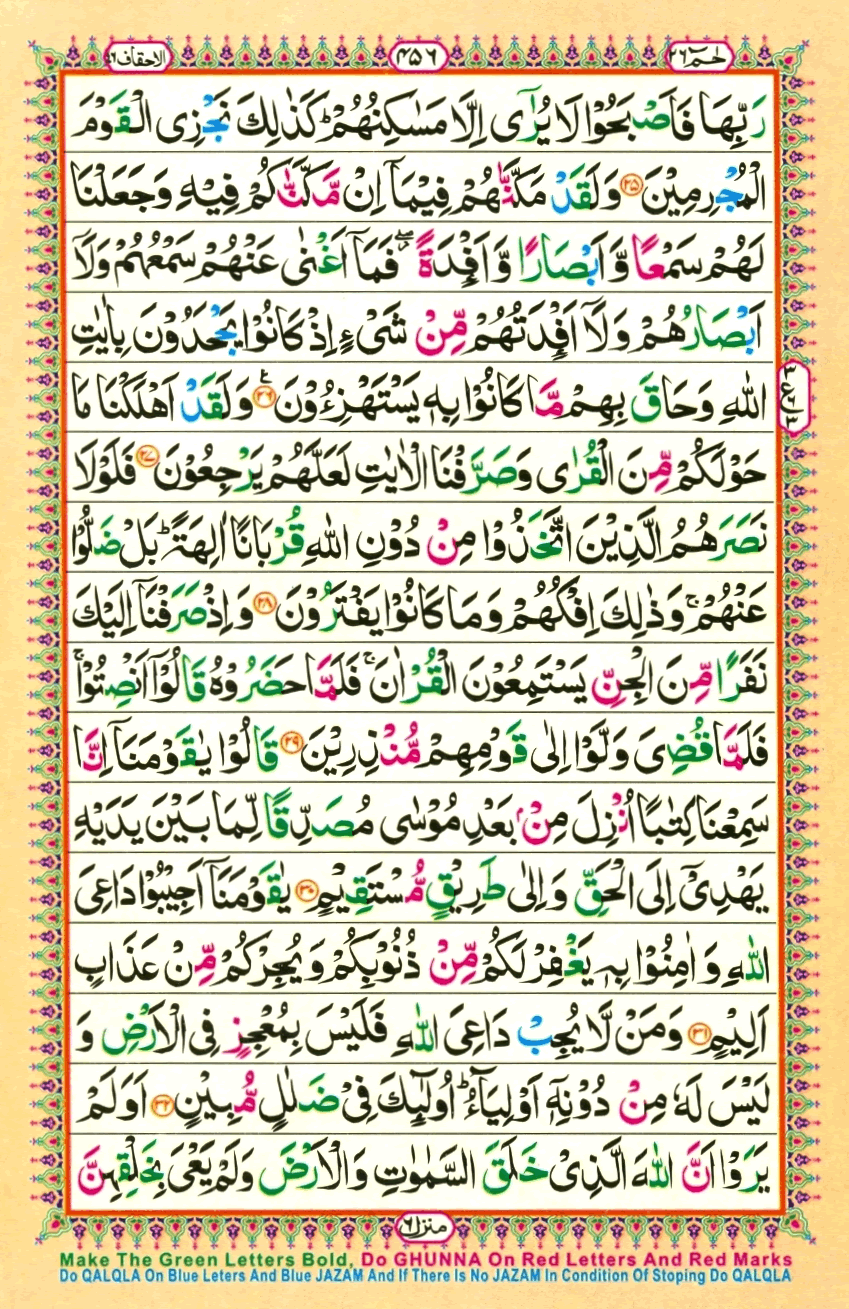 الاحقاف ٤٦
٤٥٦
حٰمٓ ٢٦
رَبِّهَا فَاَصْبَحُوْا لَا يُرٰٓى اِلَّا مَسٰكِنُهُمْ ؕ كَذٰلِكَ نَجْزِى الْقَوْمَ
الْمُجْرِمِيْنَ ﴿٢٥﴾ وَلَقَدْ مَكَّنّٰهُمْ فِيْمَاۤ اِنْ مَّكَّنّٰكُمْ فِيْهِ وَجَعَلْنَا
لَهُمْ سَمْعًا وَّاَبْصَارًا وَّاَفْـِٕدَةً ۖ فَمَاۤ اَغْنٰى عَنْهُمْ سَمْعُهُمْ وَلَاۤ
اَبْصَارُهُمْ وَلَاۤ اَفْـِٕدَتُهُمْ مِّنْ شَىْءٍ اِذْ كَانُوْا يَجْحَدُوْنَ بِاٰيٰتِ
اللّٰهِ وَحَاقَ بِهِمْ مَّا كَانُوْا بِهٖ يَسْتَهْزِءُوْنَ ﴿٢٦﴾ وَلَقَدْ اَهْلَكْنَا مَا
حَوْلَكُمْ مِّنَ الْقُرٰى وَصَرَّفْنَا الْاٰيٰتِ لَعَلَّهُمْ يَرْجِعُوْنَ ﴿٢٧﴾ فَلَوْلَا
نَصَرَهُمُ الَّذِيْنَ اتَّخَذُوْا مِنْ دُوْنِ اللّٰهِ قُرْبَانًا اٰلِهَةً ؕ بَلْ ضَلُّوْا
عَنْهُمْ ۚ وَذٰلِكَ اِفْكُهُمْ وَمَا كَانُوْا يَفْتَرُوْنَ ﴿٢٨﴾ وَاِذْ صَرَفْنَاۤ اِلَيْكَ
نَفَرًا مِّنَ الْجِنِّ يَسْتَمِعُوْنَ الْقُرْاٰنَ ۚ فَلَمَّا حَضَرُوْهُ قَالُوْۤا اَنْصِتُوْا ۚ
فَلَمَّا قُضِىَ وَلَّوْا اِلٰى قَوْمِهِمْ مُّنْذِرِيْنَ ﴿٢٩﴾ قَالُوْا يٰقَوْمَنَاۤ اِنَّا
سَمِعْنَا كِتٰبًا اُنْزِلَ مِنْۢ بَعْدِ مُوْسٰى مُصَدِّقًا لِّمَا بَيْنَ يَدَيْهِ
يَهْدِىْۤ اِلَى الْحَقِّ وَاِلٰى طَرِيْقٍ مُّسْتَقِيْمٍ ﴿٣٠﴾ يٰقَوْمَنَاۤ اَجِيْبُوْا دَاعِىَ
اللّٰهِ وَاٰمِنُوْا بِهٖ يَغْفِرْ لَكُمْ مِّنْ ذُنُوْبِكُمْ وَيُجِرْكُمْ مِّنْ عَذَابٍ
اَلِيْمٍ ﴿٣١﴾ وَمَنْ لَّا يُجِبْ دَاعِىَ اللّٰهِ فَلَيْسَ بِمُعْجِزٍ فِى الْاَرْضِ وَ
لَيْسَ لَهٗ مِنْ دُوْنِهٖۤ اَوْلِيَآءُ ؕ اُولٰٓئِكَ فِىْ ضَلٰلٍ مُّبِيْنٍ ﴿٣٢﴾ اَوَلَمْ
يَرَوْا اَنَّ اللّٰهَ الَّذِىْ خَلَقَ السَّمٰوٰتِ وَالْاَرْضَ وَلَمْ يَعْىَ بِخَلْقِهِنَّ
منزل ٦
Make The Green Letters Bold, Do GHUNNA On Red Letters And Red Marks
Do QALQLA On Blue Leters And Blue JAZAM And If There Is No JAZAM In Condition Of Stoping Do QALQLA